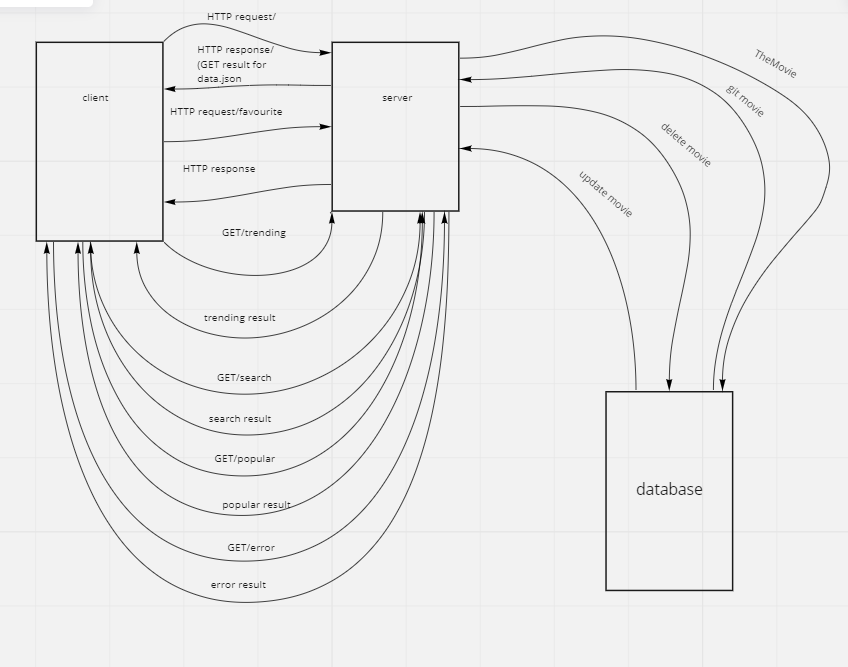 HTTP request/
HTTP response/
(GET result for
data.json
client
server
HTTP request/favourite
HTTP response
GET/trending
trending result
GET/search
search result
GET/popular
popular result
GET/error
error result
TheMovie
git movie
delete movie
update movie
database